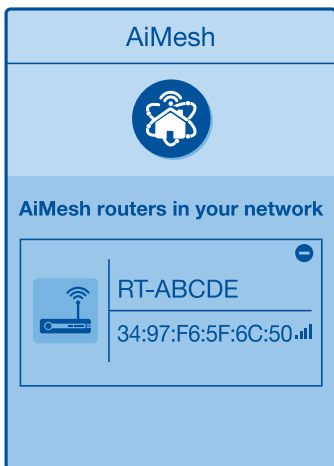 AiMesh
AiMesh routers in your network
RT-ABCDE
34:97:F6:5F:6C:50